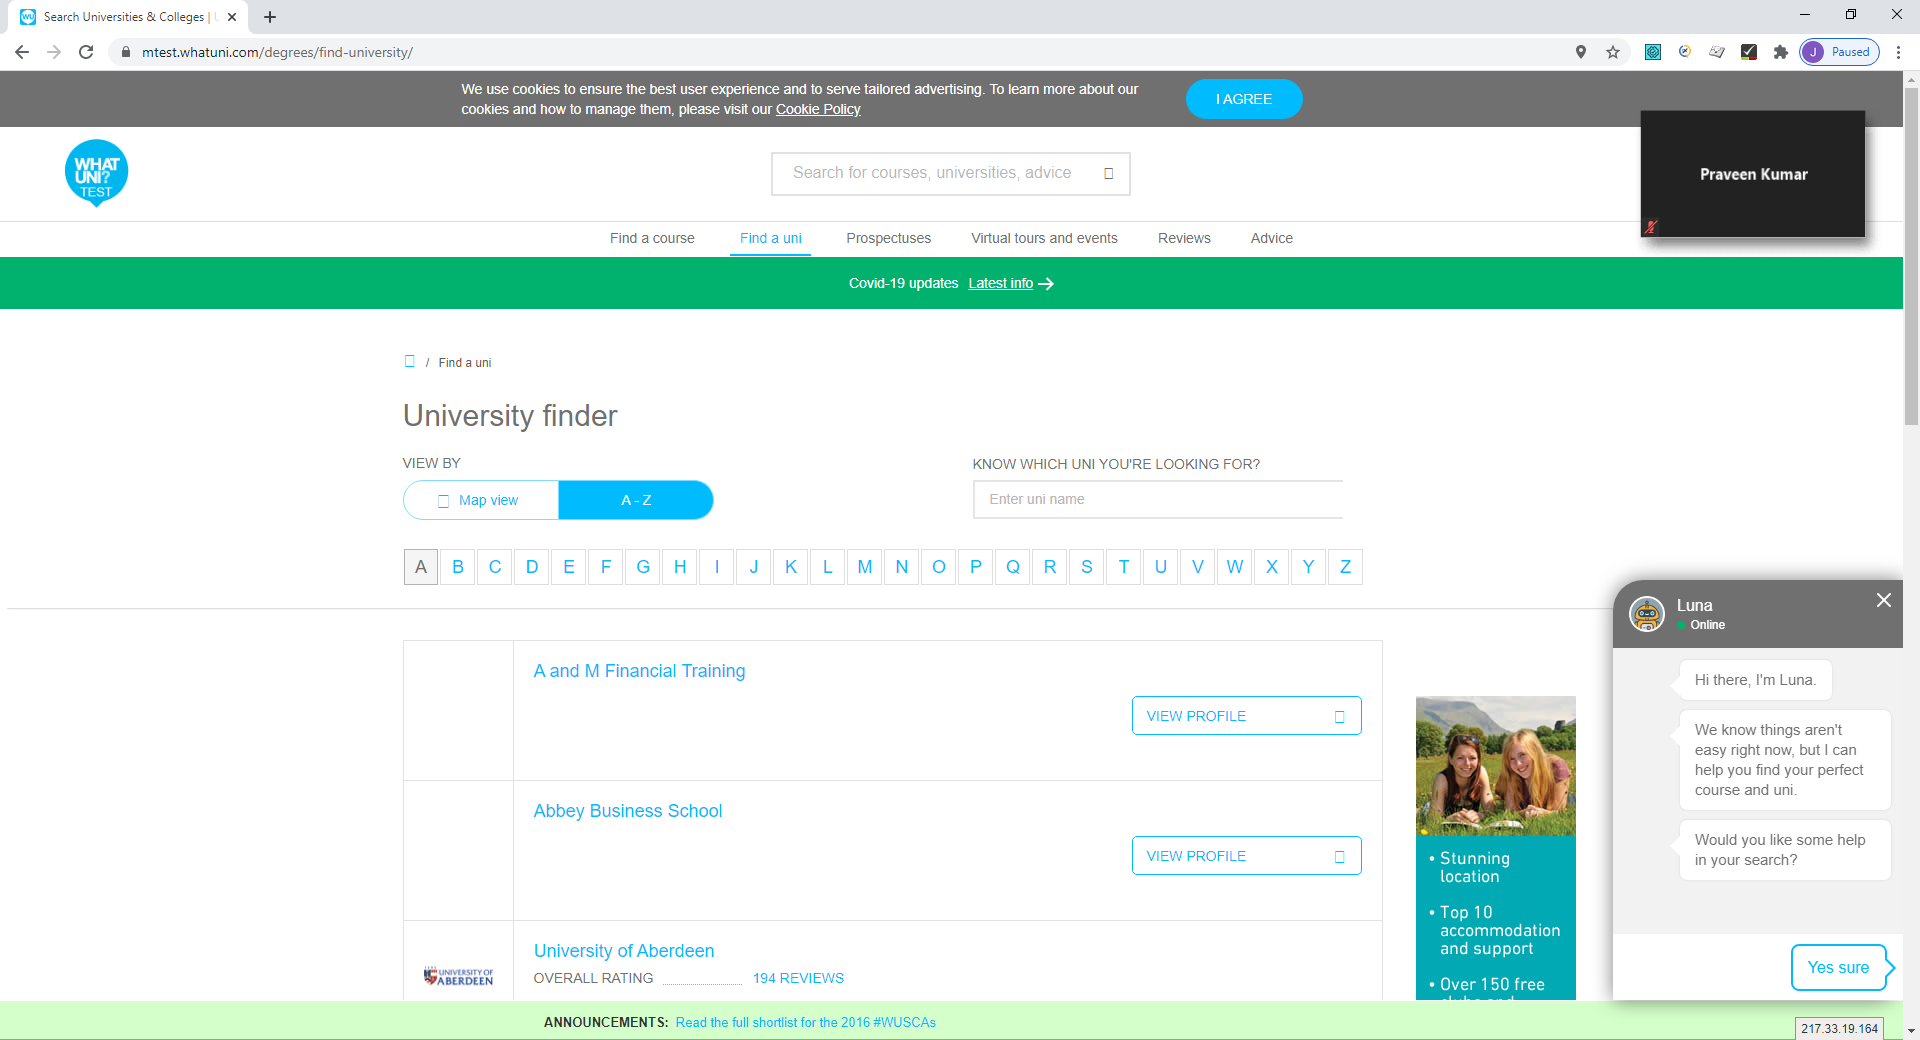 Search Universities & Colleges |
mtest.whatuni.com/degrees/find-university/
J Paused
We use cookies to ensure the best user experience and to serve tailored advertising. To learn more about our
cookies and how to manage them, please visit our Cookie Policy
I AGREE
WHAT
UNI?
TEST
Search for courses, universities, advice
Praveen Kumar
Find a course Find a uni Prospectuses Virtual tours and events Reviews Advice
Covid-19 updates Latest info
/ Find a uni
University finder
VIEW BY
KNOW WHICH UNI YOU'RE LOOKING FOR?
Map view A - Z
Enter uni name
A B C D E F G H I J K L M N O P Q R S T U V W X Y Z
A and M Financial Training
VIEW PROFILE
Abbey Business School
VIEW PROFILE
UNIVERSITY OF
ABERDEEN
University of Aberdeen
OVERALL RATING 194 REVIEWS
• Stunning
location
• Top 10
accommodation
and support
• Over 150 free
Luna
Online
Hi there, I'm Luna.
We know things aren't
easy right now, but I can
help you find your perfect
course and uni.
Would you like some help
in your search?
Yes sure
ANNOUNCEMENTS: Read the full shortlist for the 2016 #WUSCAs
217.33.19.164